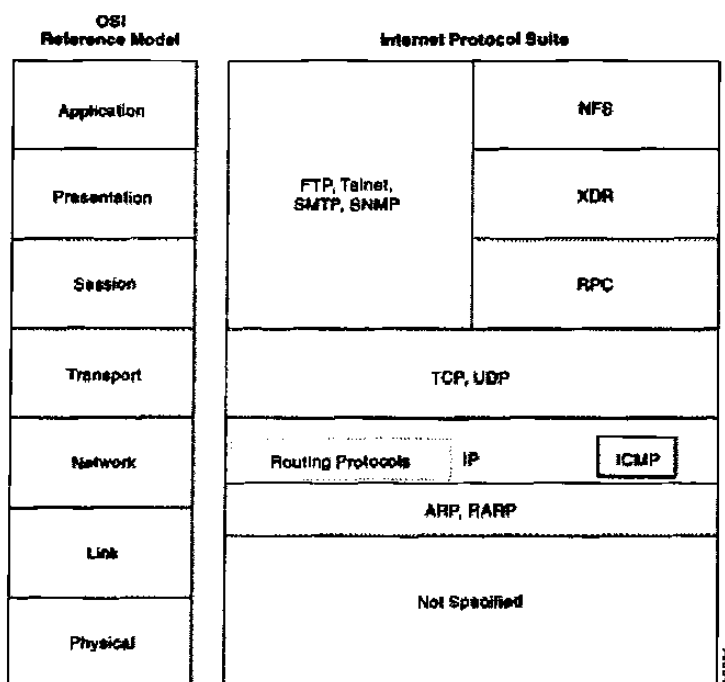 OSI
Reference Model
Internet Protocol Suite
Application
NFS
Presentation
FTP, Telnet,
SMTP, SNMP
XDR
Session
RPC
Transport
TCP, UDP
Network
Routing Protocols
IP
ICMP
ARP, RARP
Link
Not Specified
Physical